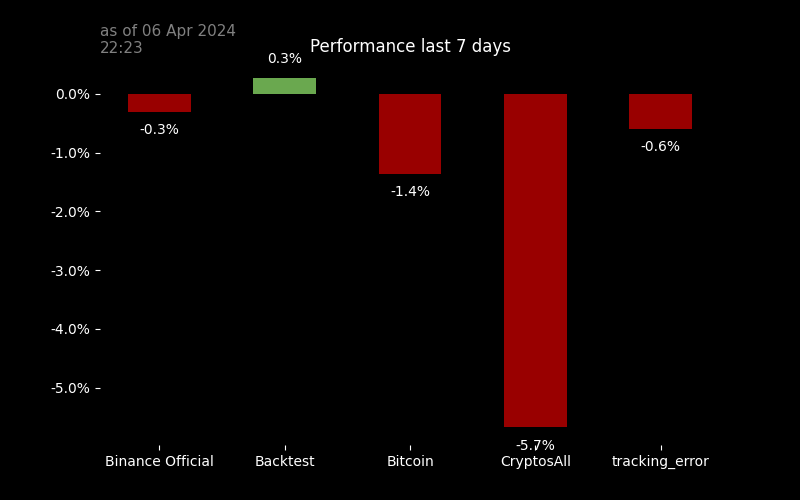 as of 06 Apr 2024
22:23
Performance last 7 days
0.3%
0.0%
-0.3%
-0.6%
-1.0%
-1.4%
-2.0%
-3.0%
-4.0%
-5.0%
-5.7%
Binance Official
Backtest
Bitcoin
CryptosAll
tracking_error